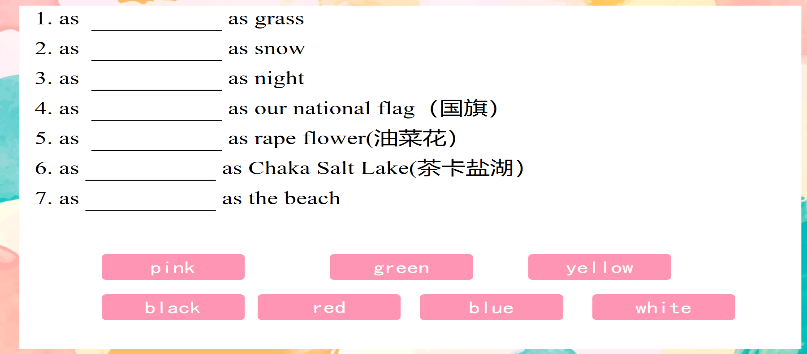 1. as ____________ as grass
2. as ____________ as snow
3. as ____________ as night
4. as ____________ as our national flag（国旗）
5. as ____________ as rape flower(油菜花）
6. as ____________ as Chaka Salt Lake(茶卡盐湖）
7. as ____________ as the beach
pink green yellow
black red blue white